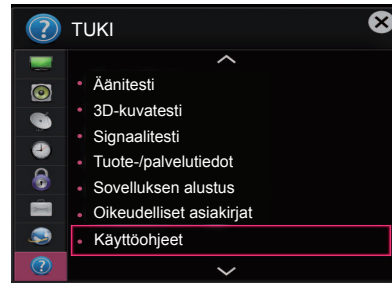 TUKI
Äänitesti
3D-kuvatesti
Signaalitesti
Tuote-/palvelutiedot
Sovelluksen alustus
Oikeudelliset asiakirjat
Käyttöohjeet